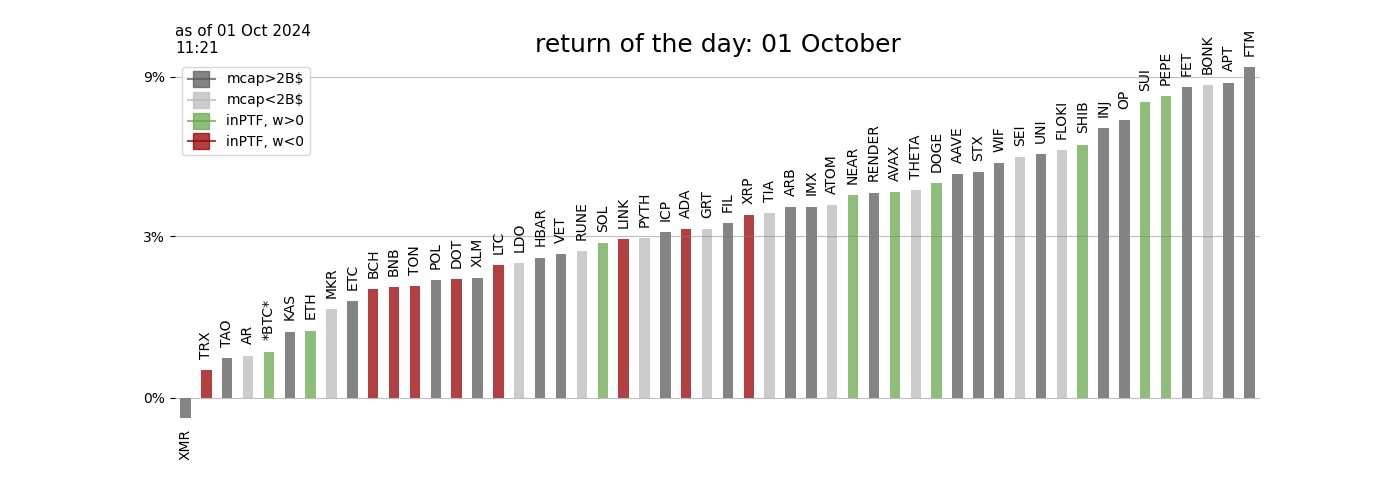 as of 01 Oct 2024
11:21
return of the day: 01 October
mcap>2B$
mcap<2B$
inPTF, w>0
inPTF, w<0
9%
3%
0%
XMR
TRX
TAO
AR
*BTC*
KAS
ETH
MKR
ETC
BCH
BNB
TON
POL
DOT
XLM
LTC
LDO
HBAR
VET
RUNE
SOL
LINK
PYTH
ICP
ADA
GRT
FIL
XRP
TIA
ARB
IMX
ATOM
NEAR
RENDER
AVAX
THETA
DOGE
AAVE
STX
WIF
SEI
UNI
FLOKI
SHIB
INJ
OP
SUI
PEPE
FET
BONK
APT
FTM